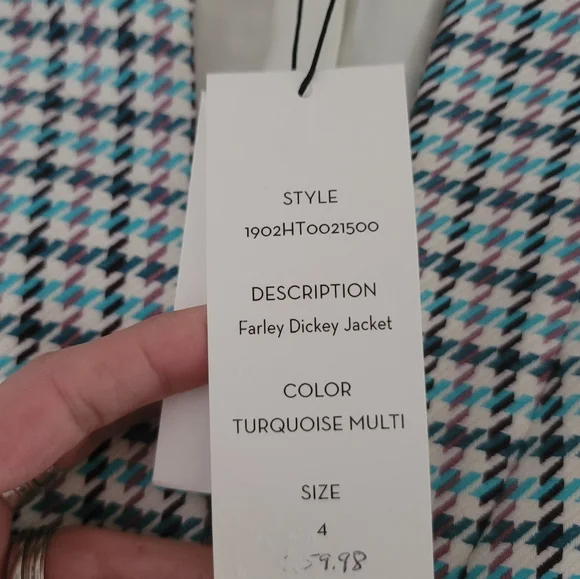 STYLE
1902HT0021500
DESCRIPTION
Farley Dickey Jacket
COLOR
TURQUOISE MULTI
SIZE
4
59.98